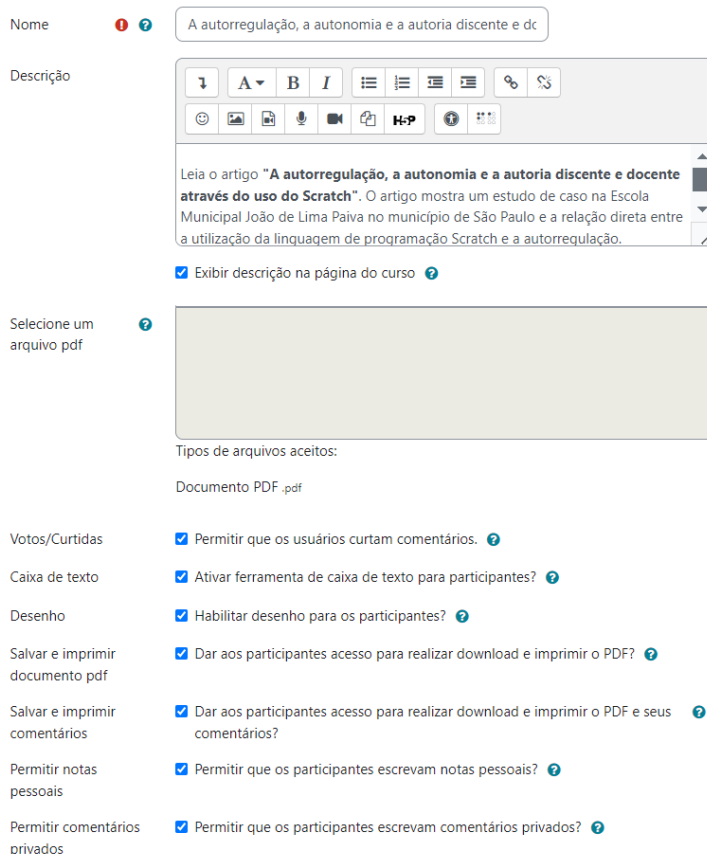 Nome
A autorregulação, a autonomia e a autoria discente e dc
Descrição
A B I
H-P
Leia o artigo "A autorregulação, a autonomia e a autoria discente e docente
através do uso do Scratch". O artigo mostra um estudo de caso na Escola
Municipal João de Lima Paiva no município de São Paulo e a relação direta entre
a utilização da linguagem de programação Scratch e a autorregulação.
Exibir descrição na página do curso
Selecione um
arquivo pdf
Tipos de arquivos aceitos:
Documento PDF .pdf
Votos/Curtidas
Permitir que os usuários curtam comentários.
Caixa de texto
Ativar ferramenta de caixa de texto para participantes?
Desenho
Habilitar desenho para os participantes?
Salvar e imprimir
documento pdf
Dar aos participantes acesso para realizar download e imprimir o PDF?
Salvar e imprimir
comentários
Dar aos participantes acesso para realizar download e imprimir o PDF e seus
comentários?
Permitir notas
pessoais
Permitir que os participantes escrevam notas pessoais?
Permitir comentários
privados
Permitir que os participantes escrevam comentários privados?